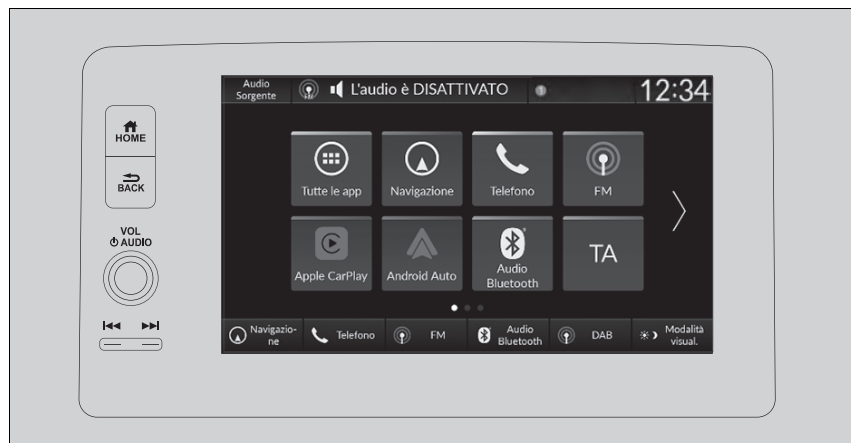 Audio
Sorgente
L'audio è DISATTIVATO
12:34
HOME
BACK
VOL
AUDIO
Tutte le app
Navigazione
Telefono
FM
Apple CarPlay
Android Auto
Audio
Bluetooth
TA
Navigazio-
ne
Telefono
FM
Audio
Bluetooth
DAB
Modalità
visual.